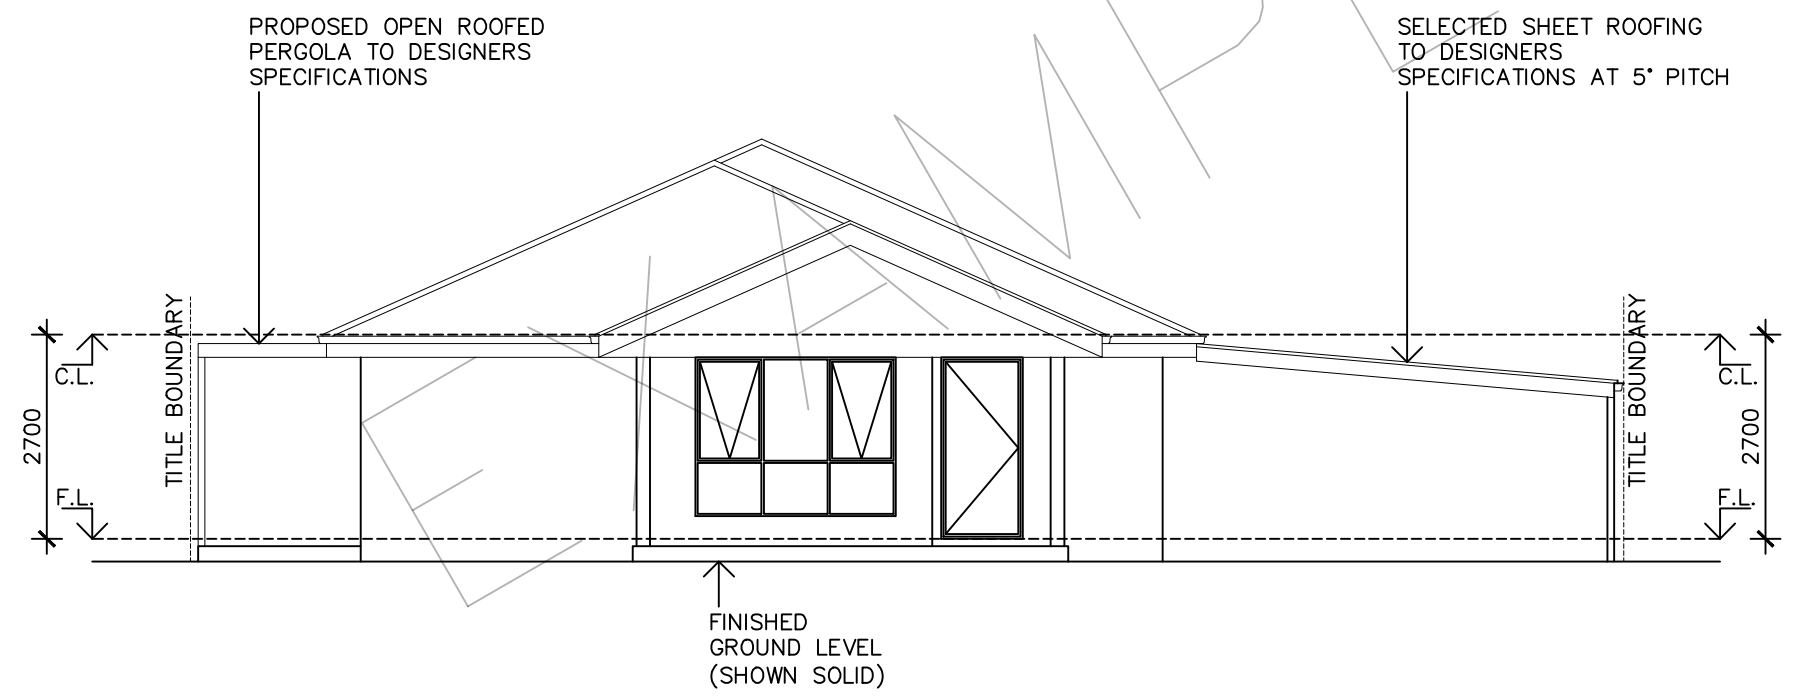 PROPOSED OPEN ROOFED
PERGOLA TO DESIGNERS
SPECIFICATIONS
SELECTED SHEET ROOFING
TO DESIGNERS
SPECIFICATIONS AT 5° PITCH
TITLE BOUNDARY
C.L.
2700
F.L.
TITLE BOUNDARY
C.L.
2700
F.L.
FINISHED
GROUND LEVEL
(SHOWN SOLID)